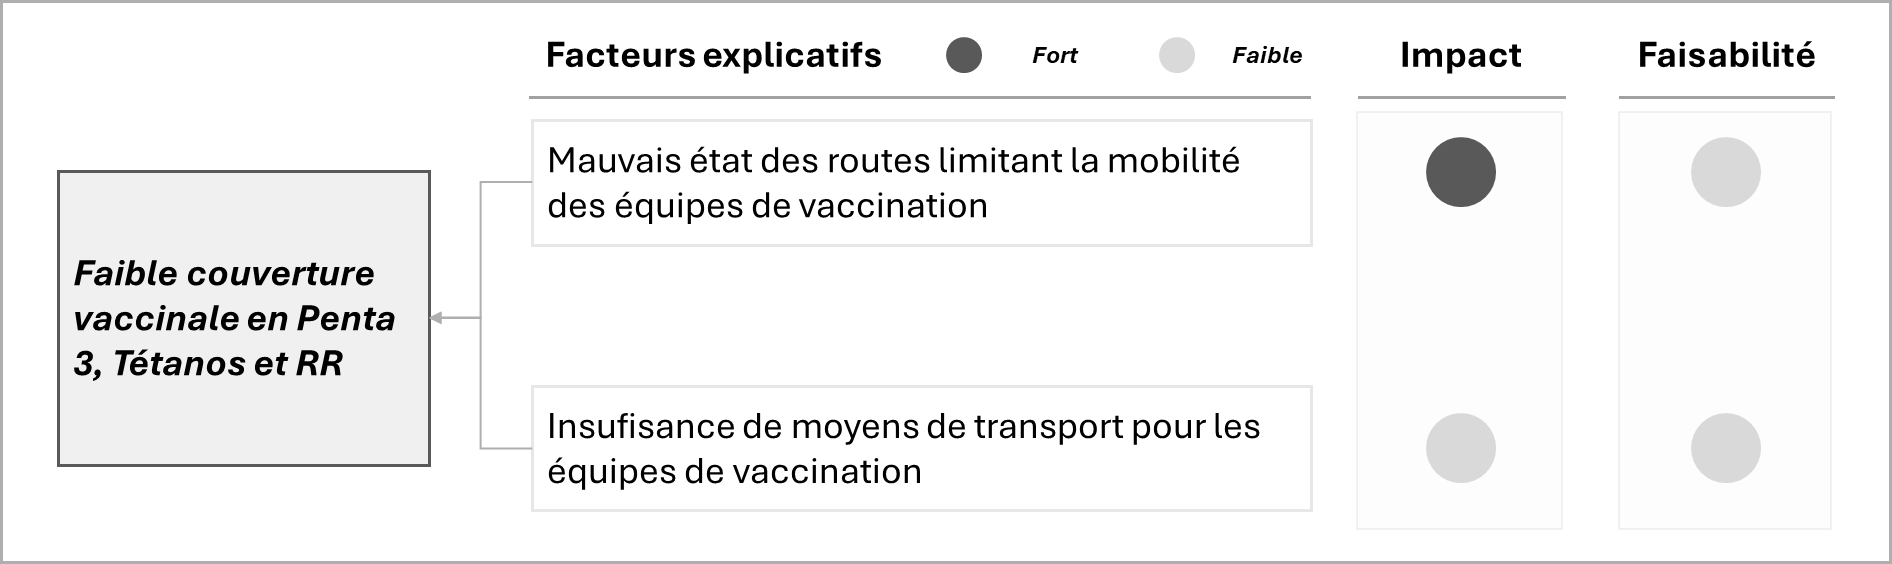 Facteurs explicatifs
Fort
Faible
Impact
Faisabilité
Mauvais état des routes limitant la mobilité
des équipes de vaccination
Faible couverture
vaccinale en Penta
3, Tétanos et RR
Insufisance de moyens de transport pour les
équipes de vaccination